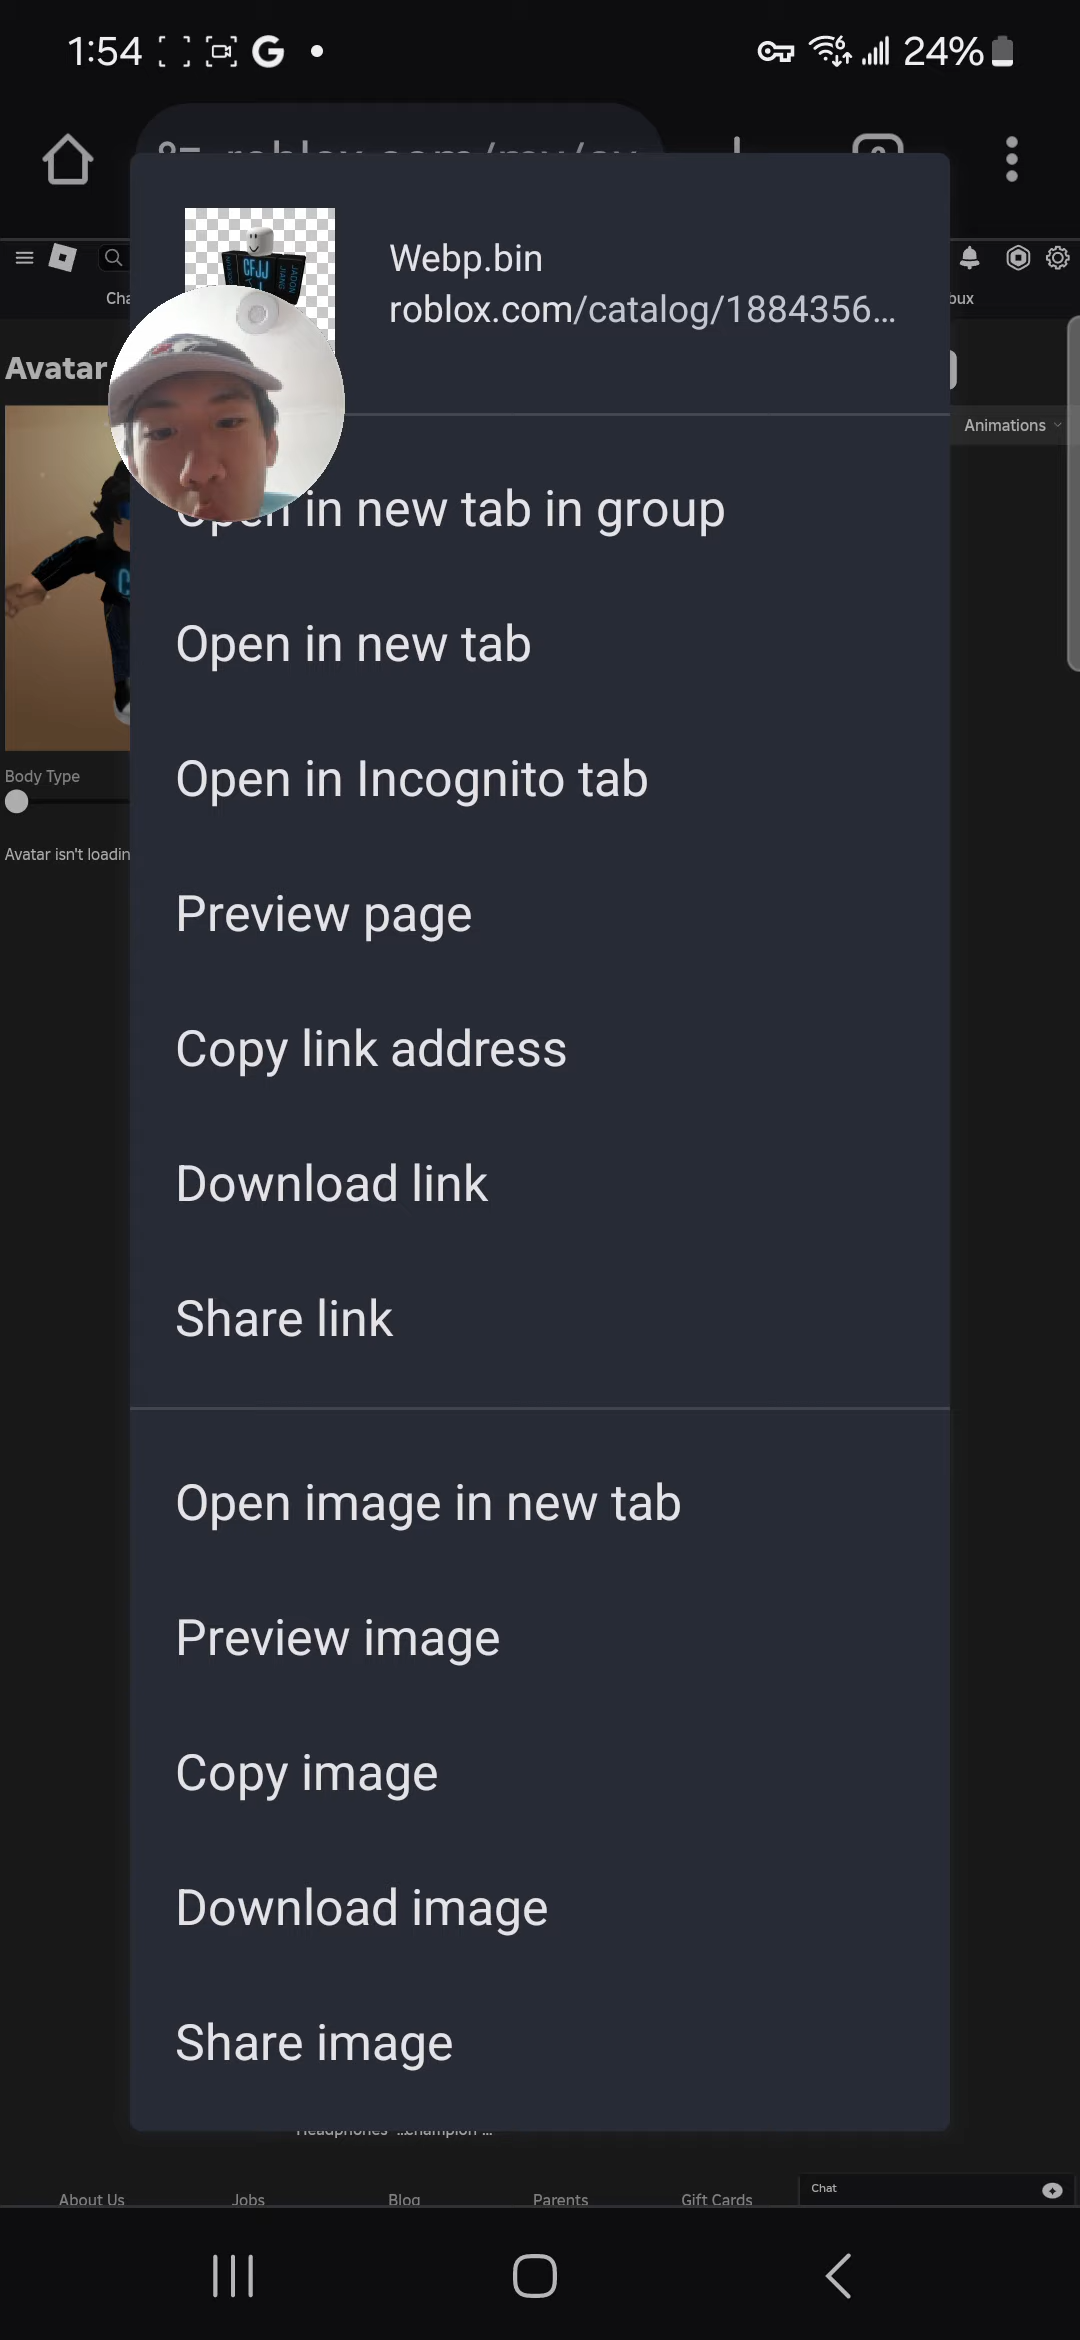 1:54
24%
Webp.bin
roblox.com/catalog/1884356...
Avatar
Animations
Open in new tab in group
Open in new tab
Open in Incognito tab
Body Type
Avatar isn't loadin
Preview page
Copy link address
Download link
Share link
Open image in new tab
Preview image
Copy image
Download image
Share image
Chat
About Us
Jobs
Blog
Parents
Gift Cards